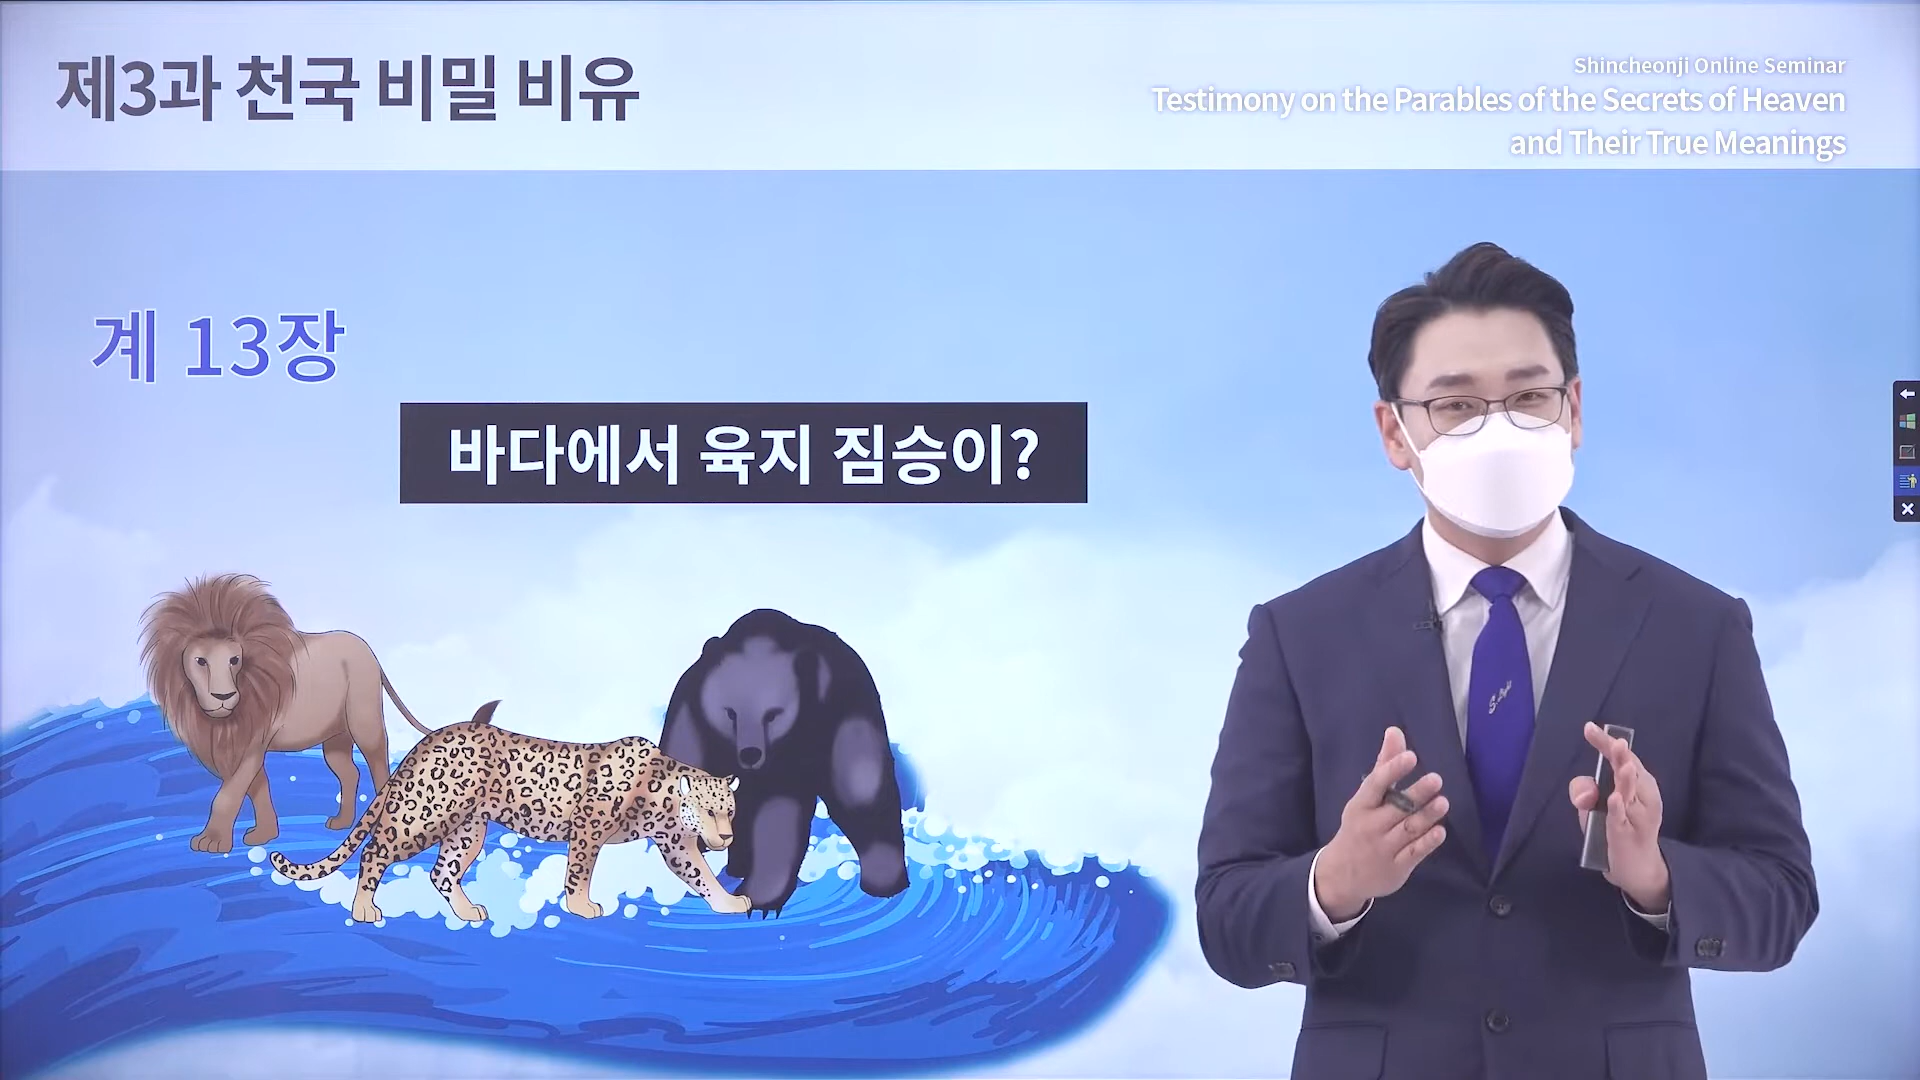 제3과 천국 비밀 비유
Shincheonji Online Seminar
Testimony on the Parables of the Secrets of Heaven
and Their True Meanings
계 13장
바다에서 육지 짐승이?